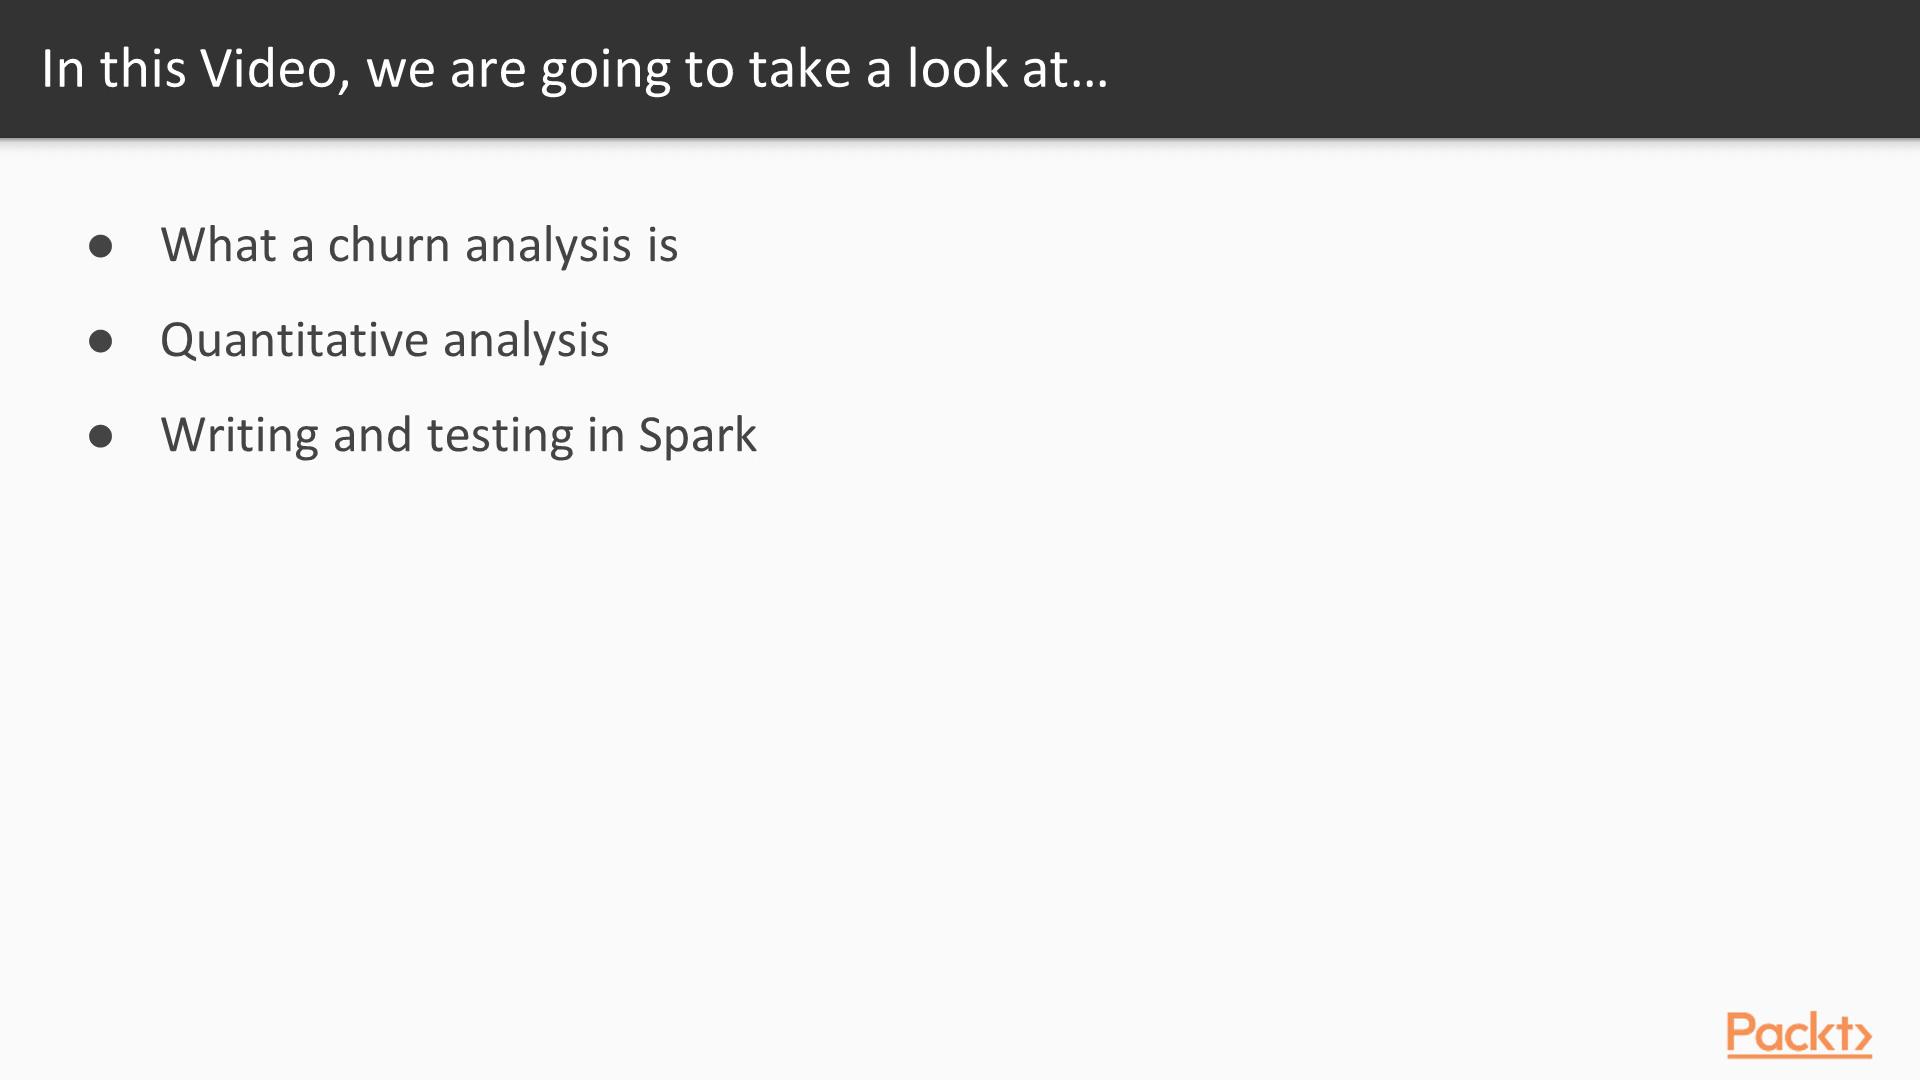 In this Video, we are going to take a look at...
● What a churn analysis is
● Quantitative analysis
● Writing and testing in Spark
Packt>